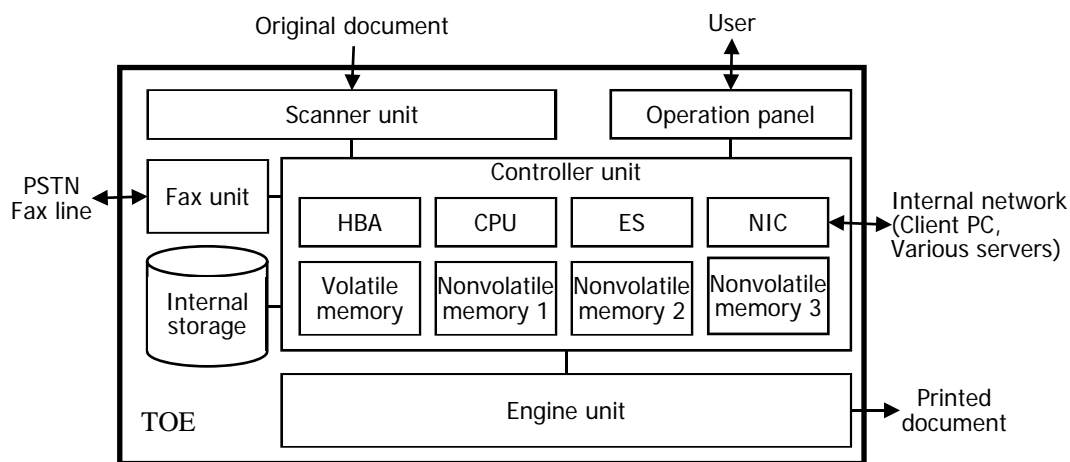 Original document
User
Scanner unit
Operation panel
PSTN
Fax line
Fax unit
Controller unit
HBA
CPU
ES
NIC
Internal network
(Client PC,
Various servers)
Internal
storage
Volatile
memory
Nonvolatile
memory 1
Nonvolatile
memory 2
Nonvolatile
memory 3
Engine unit
TOE
Printed
document